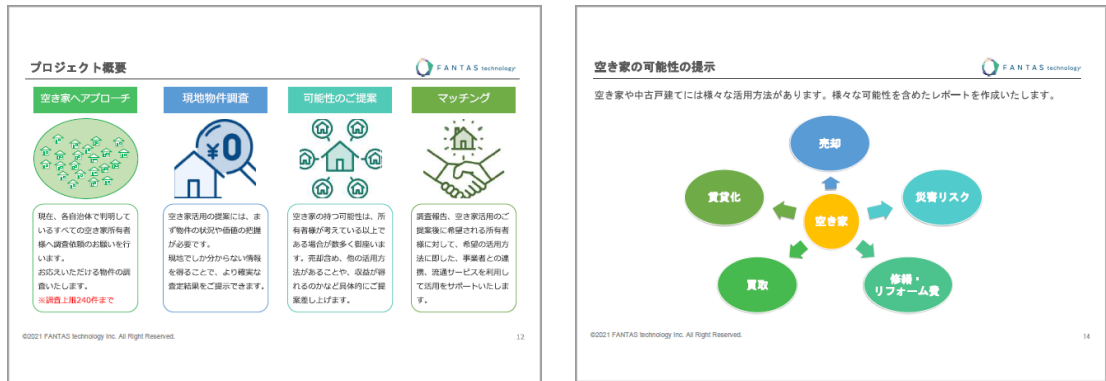 プロジェクト概要
FANTAS technology
空き家へアプローチ
現地物件調査
可能性のご提案
マッチング
¥0
現在、各自治体で判明して
いるすべての空き家所有者
様へ調査依頼のお願いを行
います。
お応えいただける物件の調
査いたします。
※調査上限240件まで
空き家活用の提案には、ま
ず物件の状況や価値の把握
が必要です。
現地でしか分からない情報
を得ることで、より確実な
査定結果をご提示できます。
空き家の持つ可能性は、所
有者様が考えている以上で
ある場合が数多く御座いま
す。売却含め、他の活用方
法があることや、収益が得
れるのかなど具体的にご提
案差し上げます。
調査報告、空き家活用のご
提案後に希望される所有者
様に対して、希望の活用方
法に即した、事業者との連
携、流通サービスを利用し
て活用をサポートいたしま
す。
©2021 FANTAS technology Inc. All Right Reserved.
12
空き家の可能性の提示
FANTAS technology
空き家や中古戸建てには様々な活用方法があります。様々な可能性を含めたレポートを作成いたします。
売却
賃貸化
災害リスク
空き家
買取
修繕・
リフォーム費
©2021 FANTAS technology Inc. All Right Reserved.
14